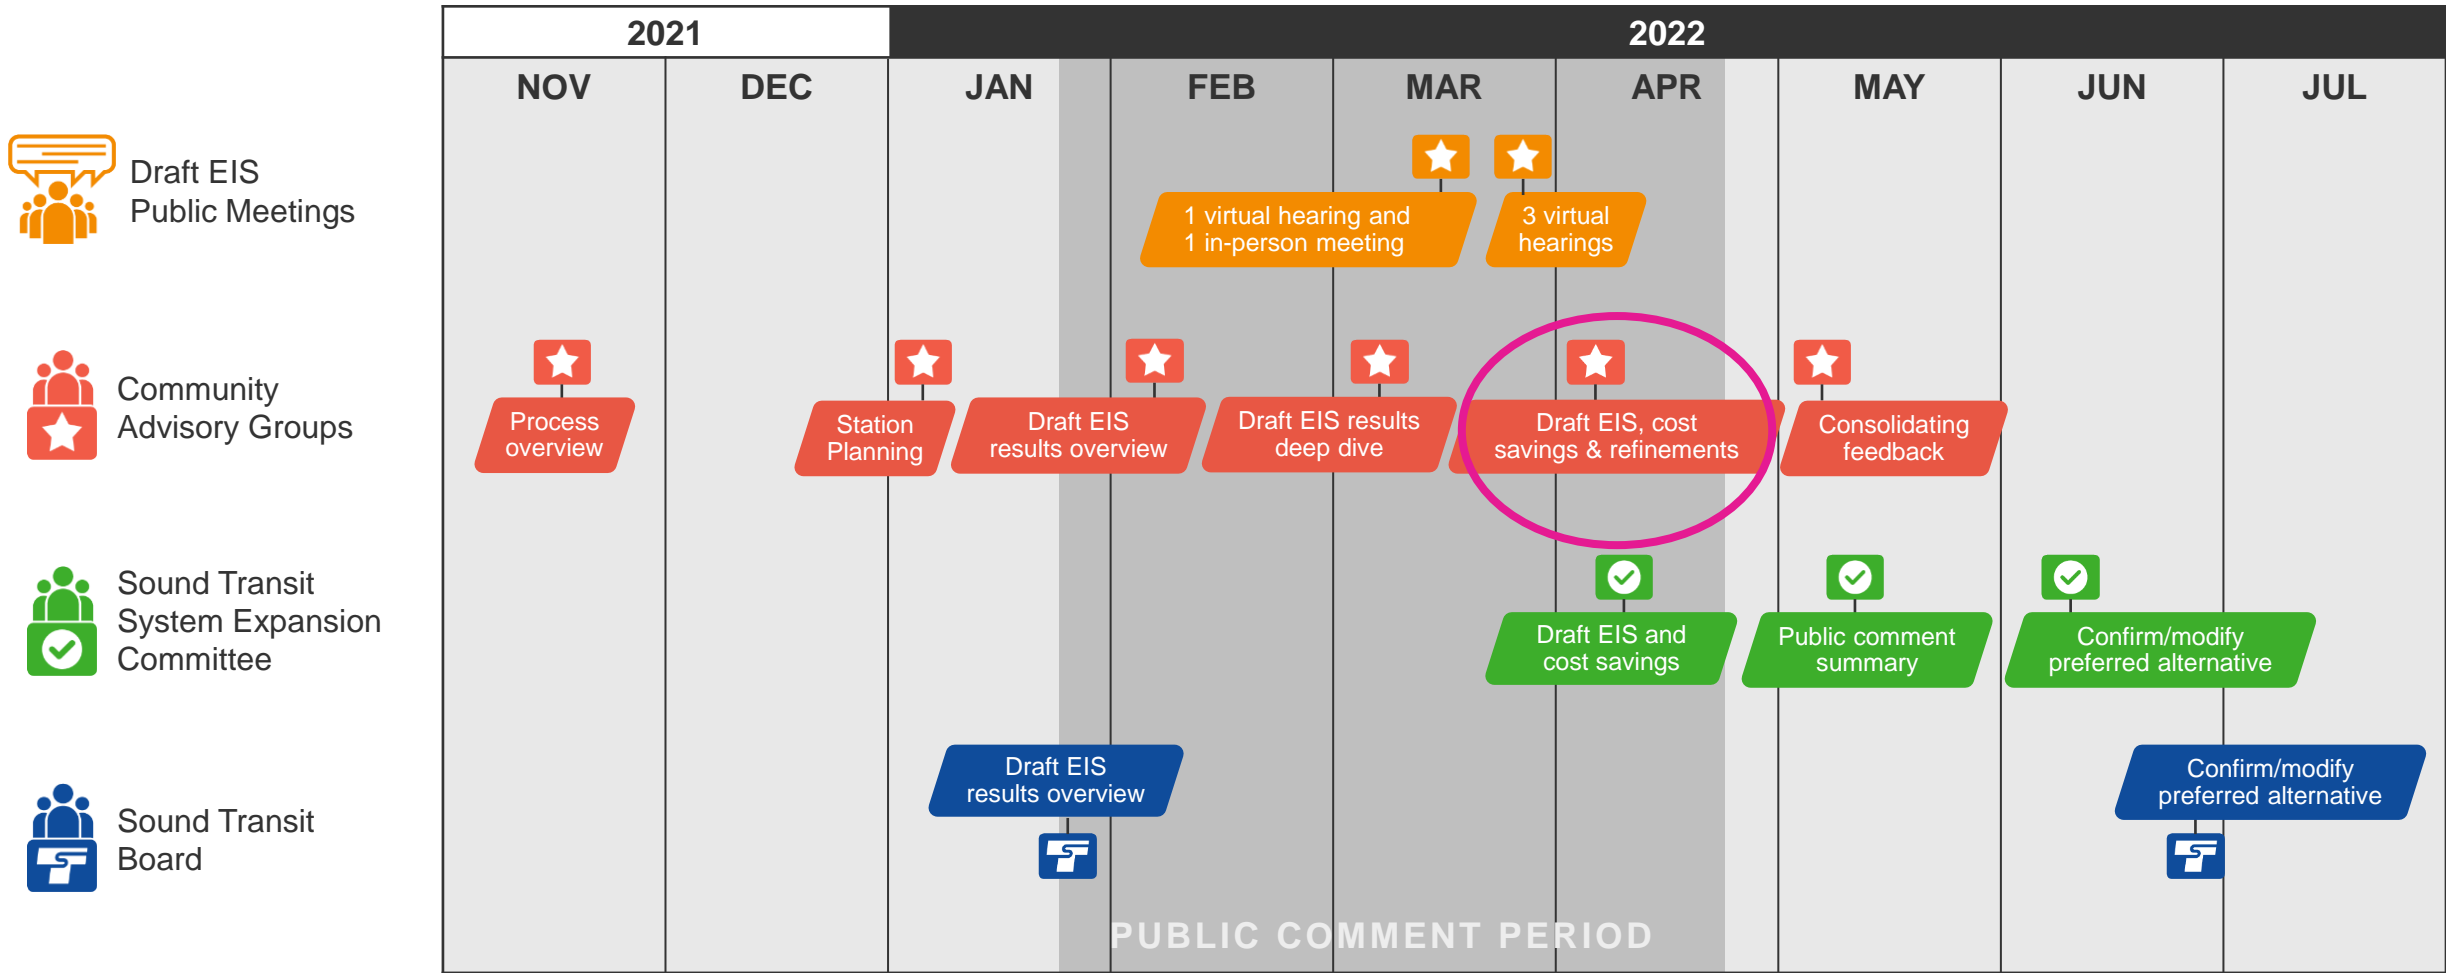 2021
2022
NOV
DEC
JAN
FEB
MAR
APR
MAY
JUN
JUL
Draft EIS
Public Meetings
1 virtual hearing and
1 in-person meeting
3 virtual
hearings
Community
Advisory Groups
Process
overview
Station
Planning
Draft EIS
results overview
Draft EIS results
deep dive
Draft EIS, cost
savings & refinements
Consolidating
feedback
Sound Transit
System Expansion
Committee
Draft EIS and
cost savings
Public comment
summary
Confirm/modify
preferred alternative
Sound Transit
Board
Draft EIS
results overview
Confirm/modify
preferred alternative
PUBLIC COMMENT PERIOD